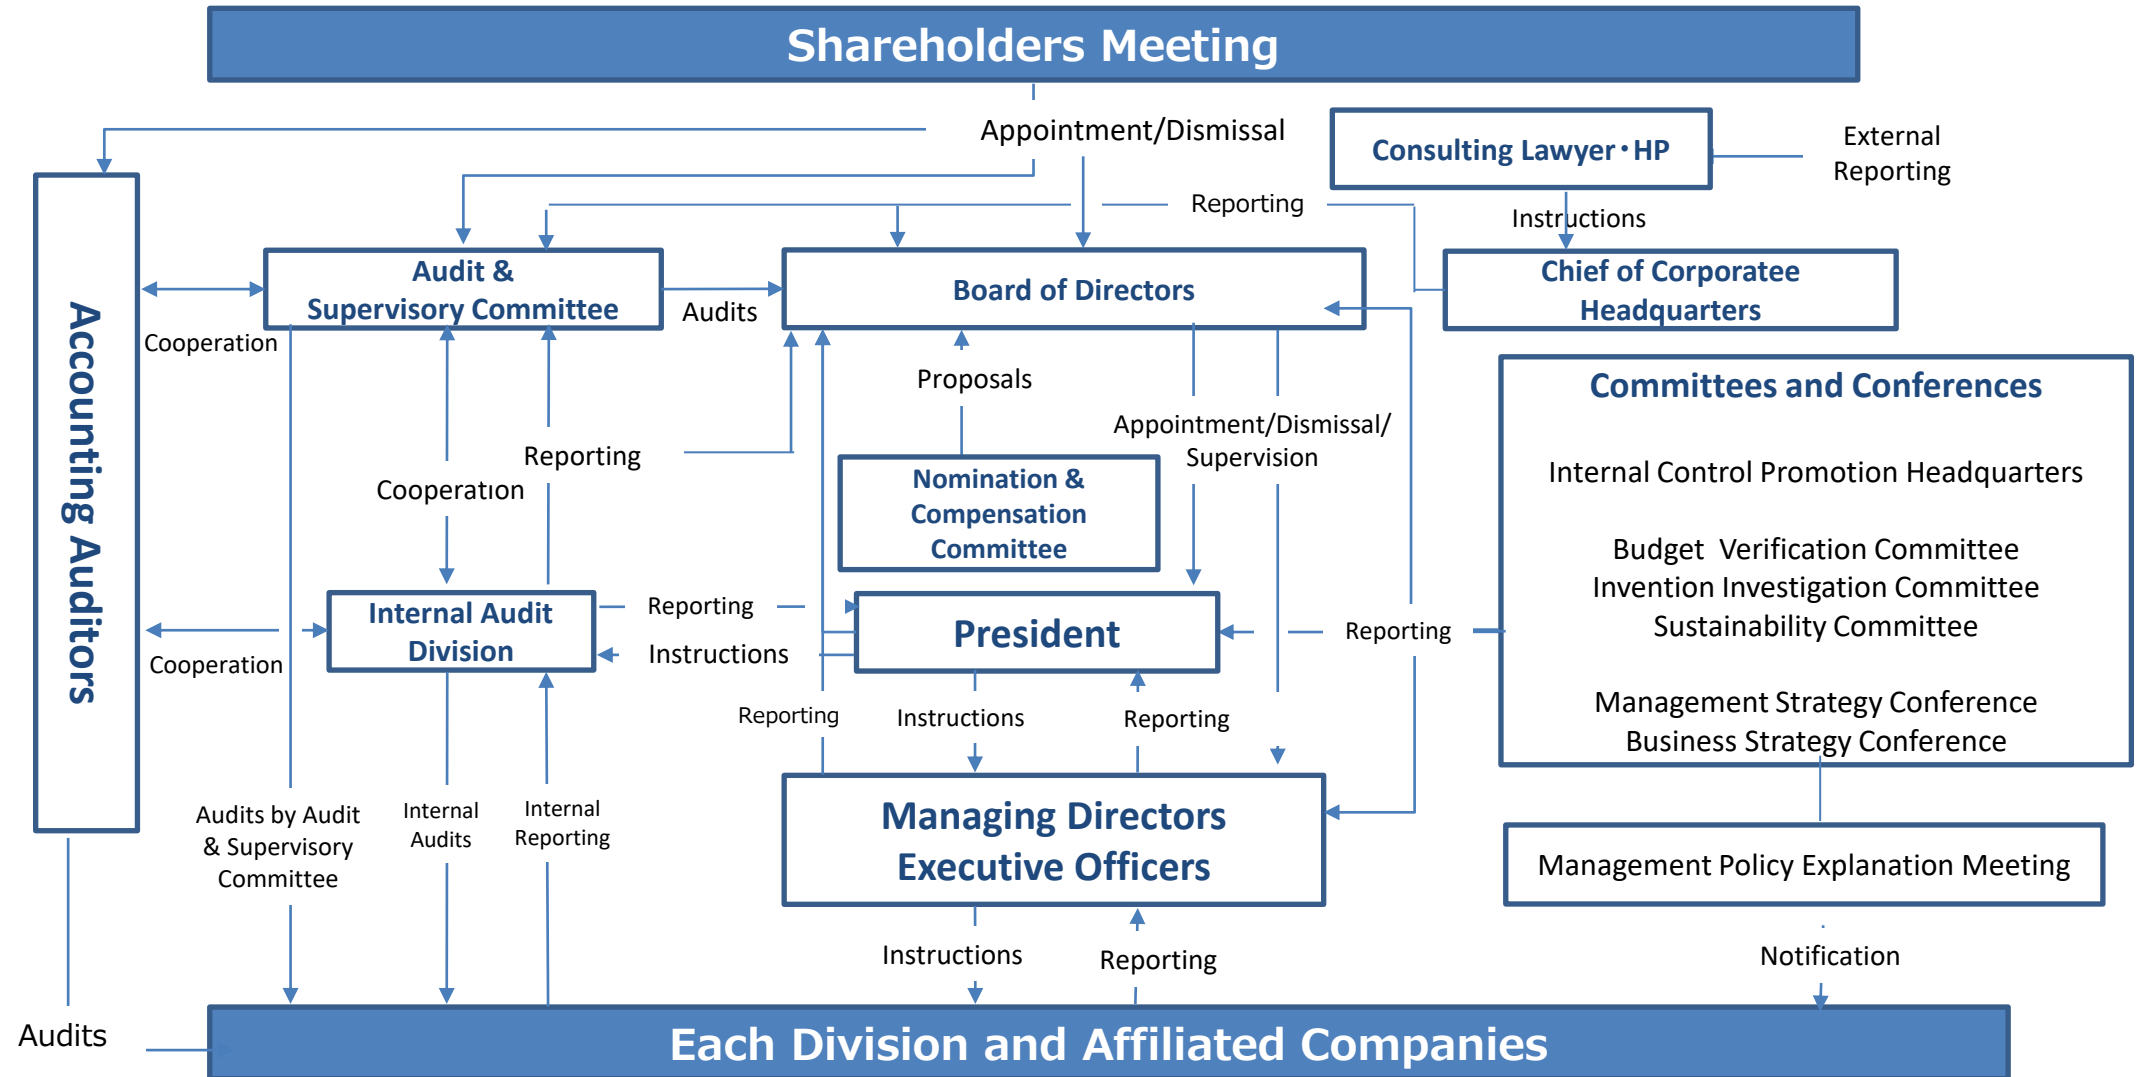 Shareholders Meeting
Appointment/Dismissal
Consulting Lawyer・HP
External
Reporting
Reporting
Instructions
Audit &
Supervisory Committee
Audits
Board of Directors
Chief of Corporatee
Headquarters
Accounting Auditors
Cooperation
Proposals
Committees and Conferences
Appointment/Dismissal/
Supervision
Reporting
Cooperation
Nomination &
Compensation
Committee
Internal Control Promotion Headquarters
Budget Verification Committee
Invention Investigation Committee
Sustainability Committee
Management Strategy Conference
Business Strategy Conference
Internal Audit
Division
Reporting
Instructions
President
Reporting
Cooperation
Reporting
Instructions
Reporting
Audits by Audit
& Supervisory
Committee
Internal
Audits
Internal
Reporting
Managing Directors
Executive Officers
Management Policy Explanation Meeting
Instructions
Reporting
Notification
Audits
Each Division and Affiliated Companies